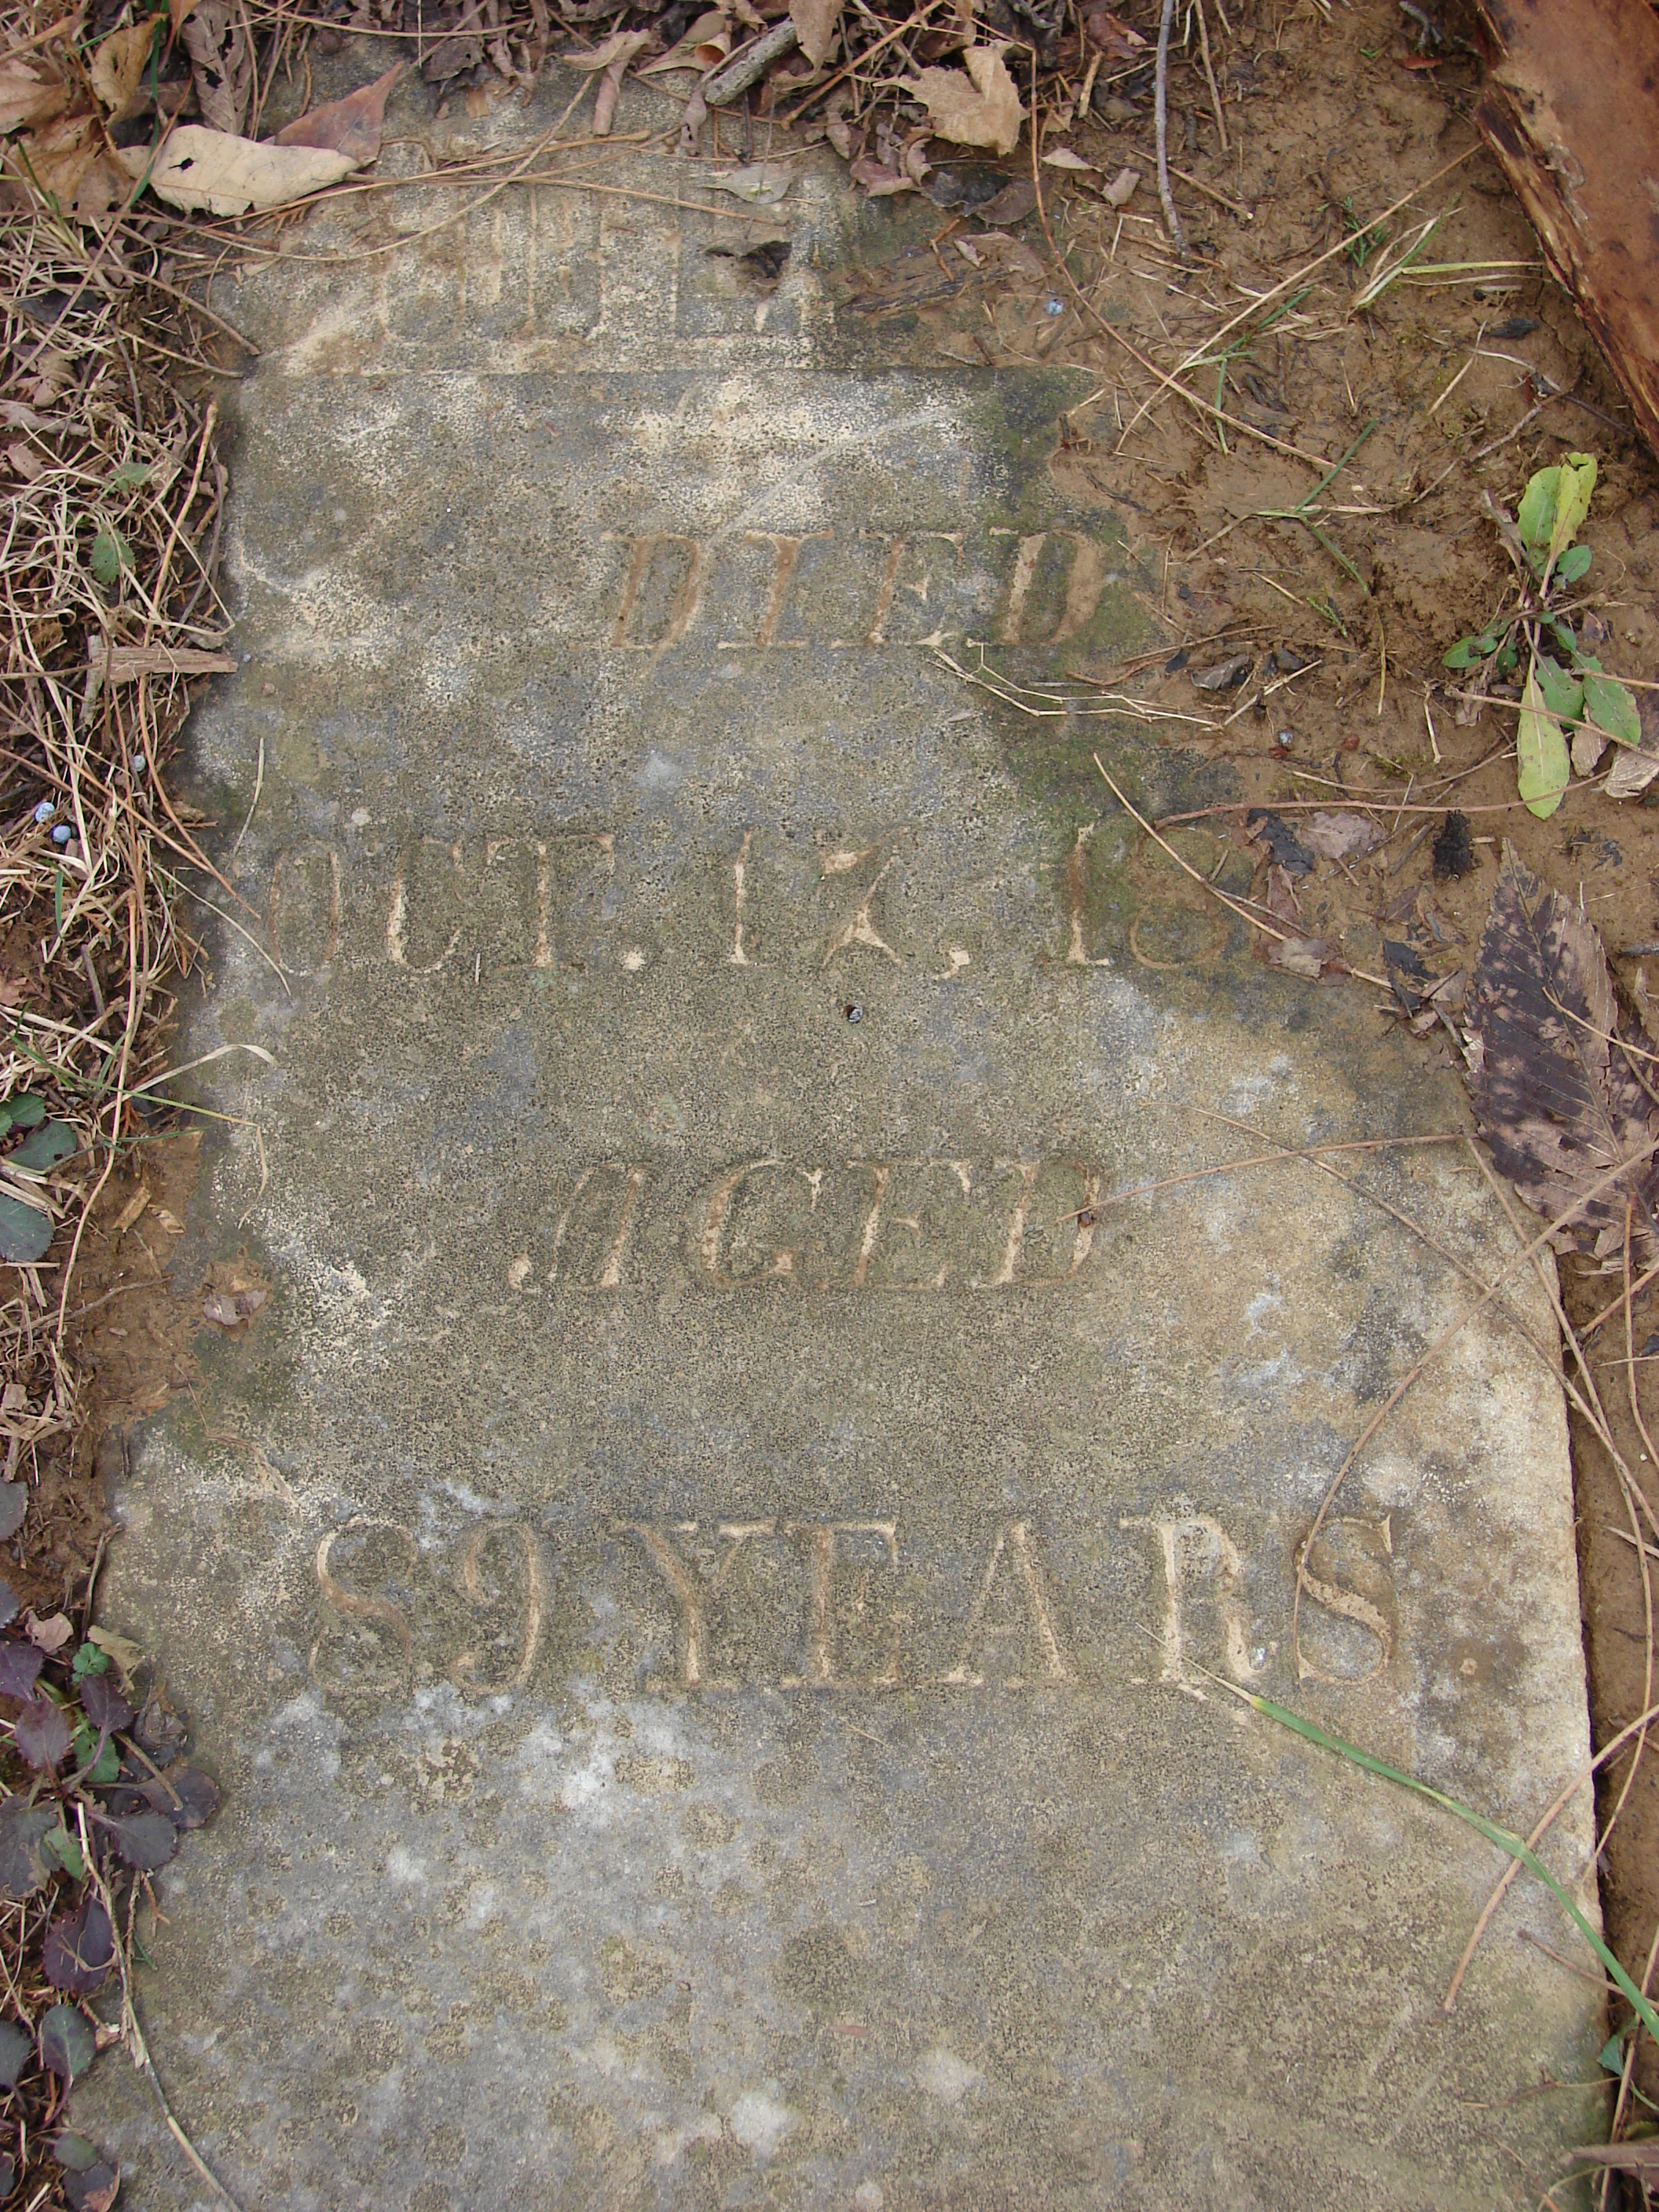 DIED
OCT. 17, 18
AGED
89 YEARS